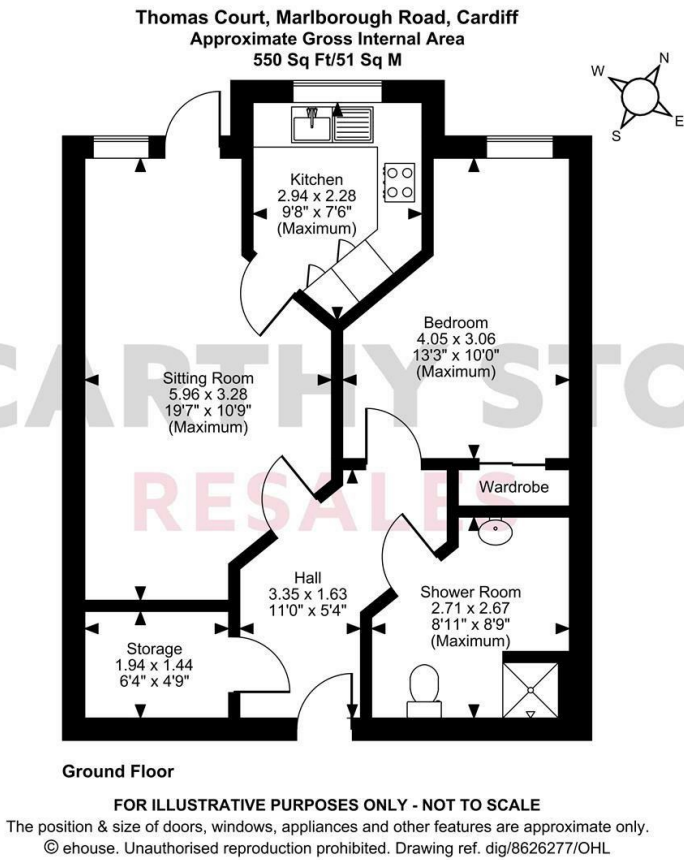 Thomas Court, Marlborough Road, Cardiff
Approximate Gross Internal Area
550 Sq Ft/51 Sq M
N
W
E
S
Kitchen
2.94 x 2.28
9'8" x 7'6"
(Maximum)
Bedroom
4.05 x 3.06
13'3" x 10'0"
(Maximum)
Sitting Room
5.96 x 3.28
19'7" x 10'9"
(Maximum)
CARTHY STO
RESALES
Wardrobe
Hall
3.35 x 1.63
11'0" x 5'4"
Shower Room
2.71 x 2.67
8'11" x 8'9"
(Maximum)
Storage
1.94 x 1.44
6'4" x 4'9"
Ground Floor
FOR ILLUSTRATIVE PURPOSES ONLY - NOT TO SCALE
The position & size of doors, windows, appliances and other features are approximate only.
© ehouse. Unauthorised reproduction prohibited. Drawing ref. dig/8626277/OHL